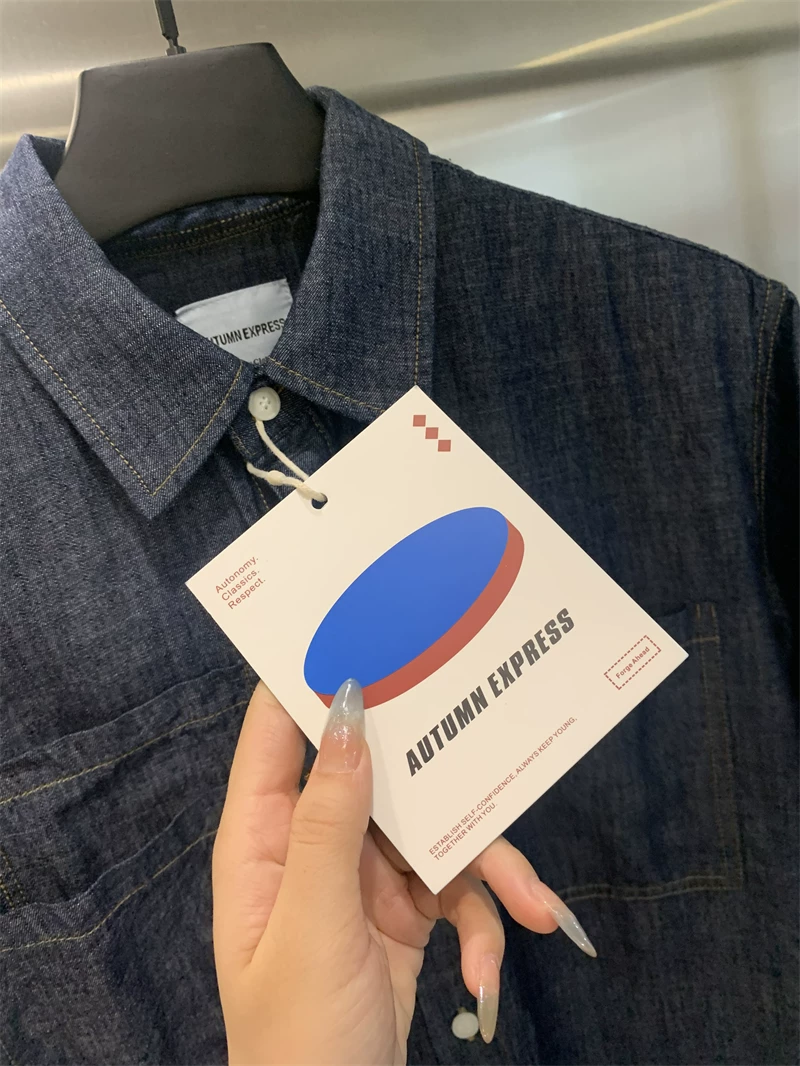 AUTUMN EXPRESS
Autonomy.
Classics.
Respect.
AUTUMN EXPRESS
Forge Ahead
ESTABLISH SELF-CONFIDENCE, ALWAYS KEEP YOUNG.
TOGETHER WITH YOU.